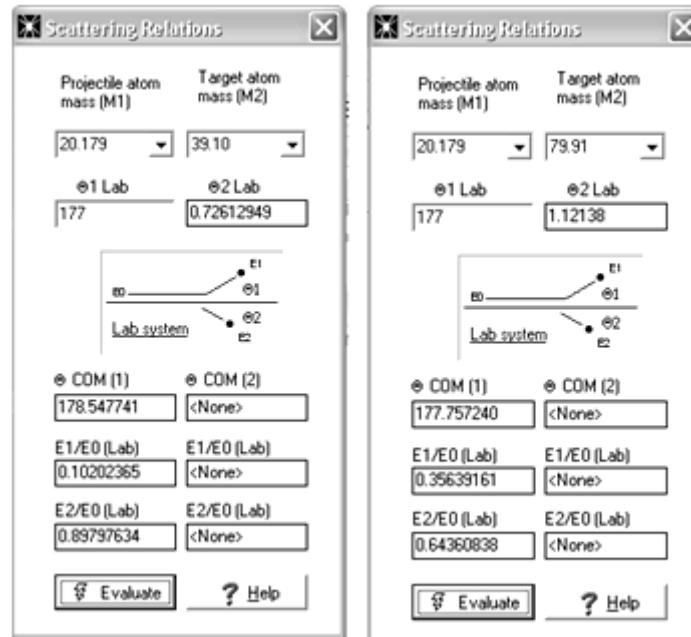 Scattering Relations
Projectile atom mass (M1)
Target atom mass (M2)
20.179
39.10
Θ1 Lab
Θ2 Lab
177
0.72612949
E0
E1
Θ1
Θ2
E2
Lab system
Θ COM (1)
Θ COM (2)
178.547741
<None>
E1/E0 (Lab)
E1/E0 (Lab)
0.10202365
<None>
E2/E0 (Lab)
E2/E0 (Lab)
0.89797634
<None>
Evaluate
? Help
Scattering Relations
Projectile atom mass (M1)
Target atom mass (M2)
20.179
79.91
Θ1 Lab
Θ2 Lab
177
1.12138
E0
E1
Θ1
Θ2
E2
Lab system
Θ COM (1)
Θ COM (2)
177.757240
<None>
E1/E0 (Lab)
E1/E0 (Lab)
0.35639161
<None>
E2/E0 (Lab)
E2/E0 (Lab)
0.64360838
<None>
Evaluate
? Help